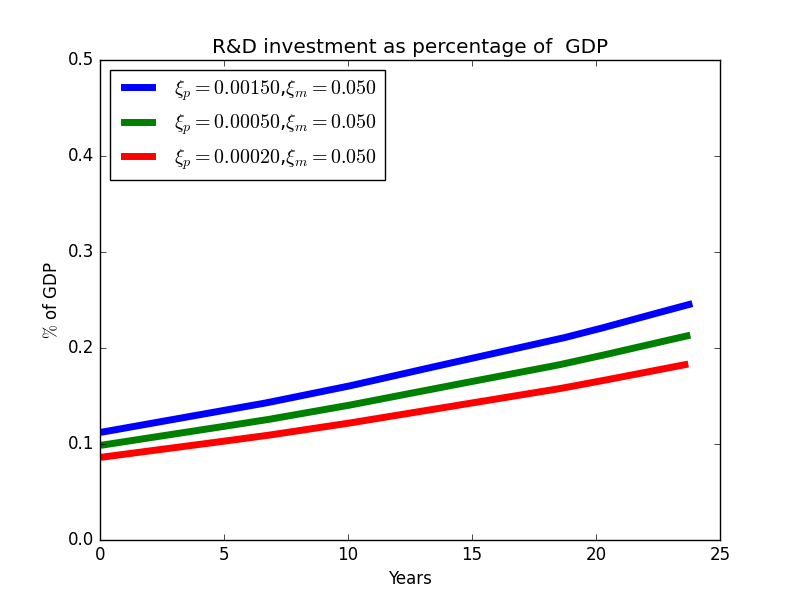 R&D investment as percentage of  GDP
0.5
ξp = 0.00150,ξm = 0.050
ξp = 0.00050,ξm = 0.050
ξp = 0.00020,ξm = 0.050
0.4
0.3
0.2
0.1
0.0
% of GDP
0 5 10 15 20 25
Years